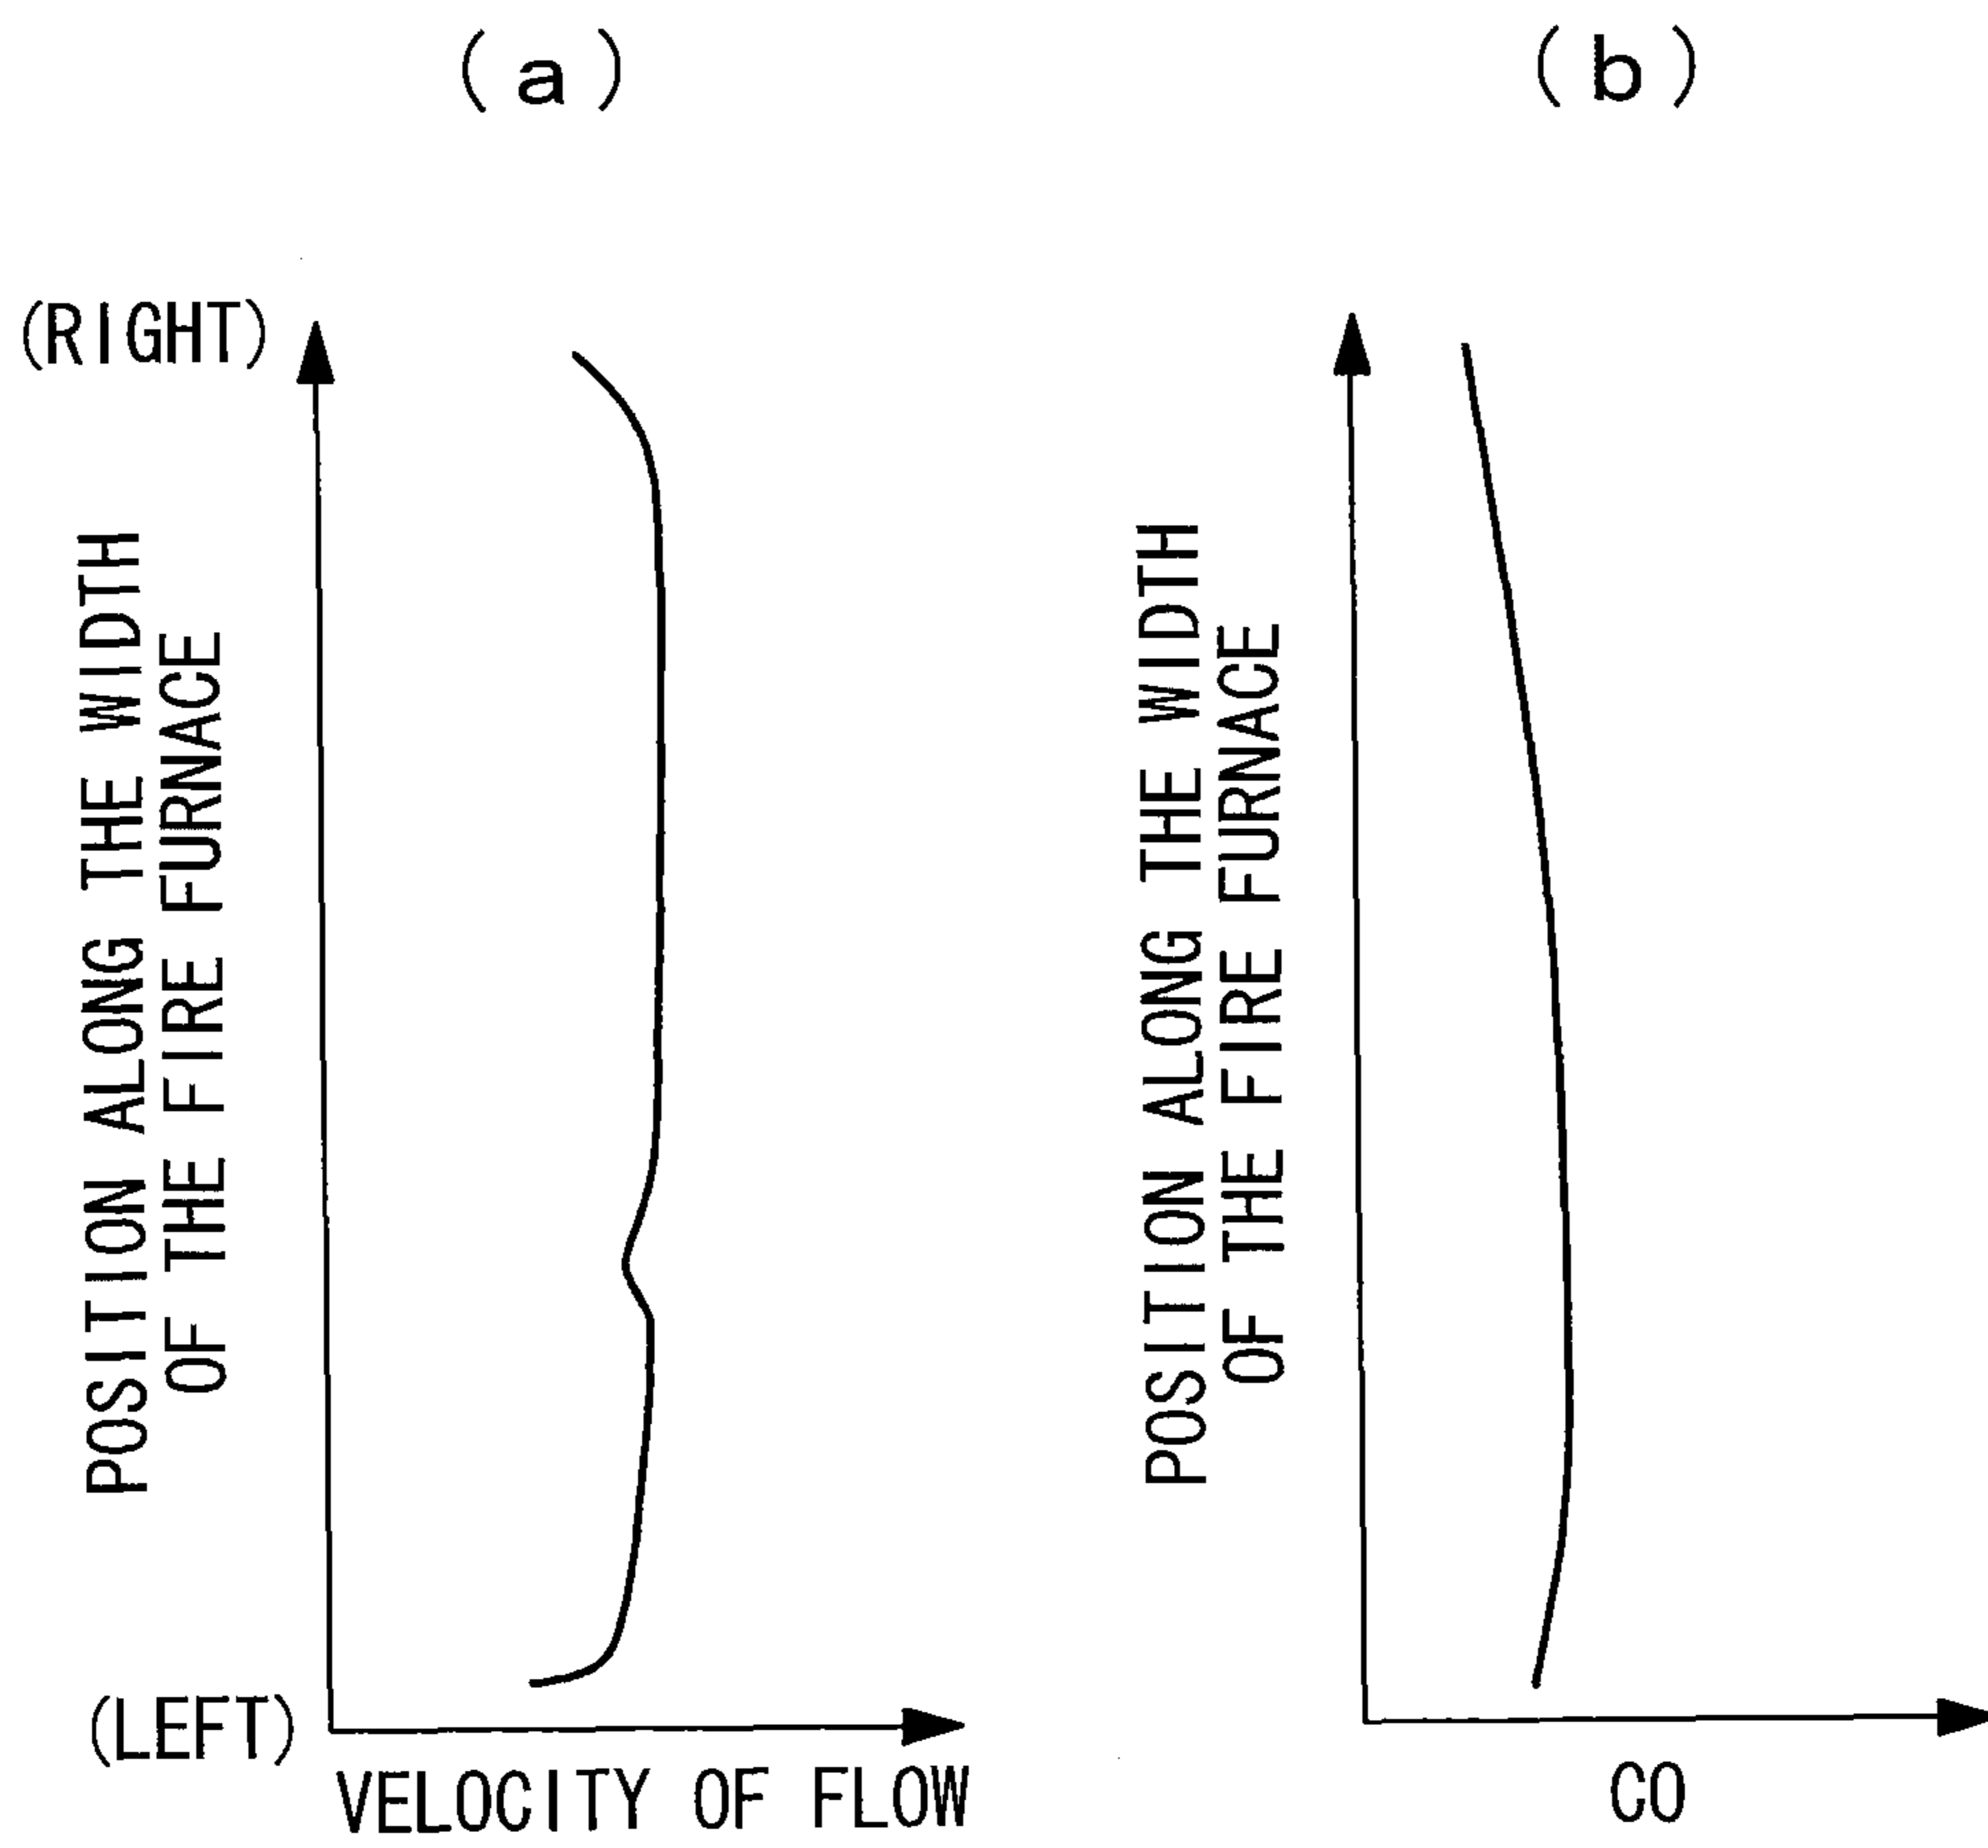 (a)
(RIGHT)
POSITION ALONG THE WIDTH
OF THE FIRE FURNACE
(LEFT)
VELOCITY OF FLOW
(b)
POSITION ALONG THE WIDTH
OF THE FIRE FURNACE
CO